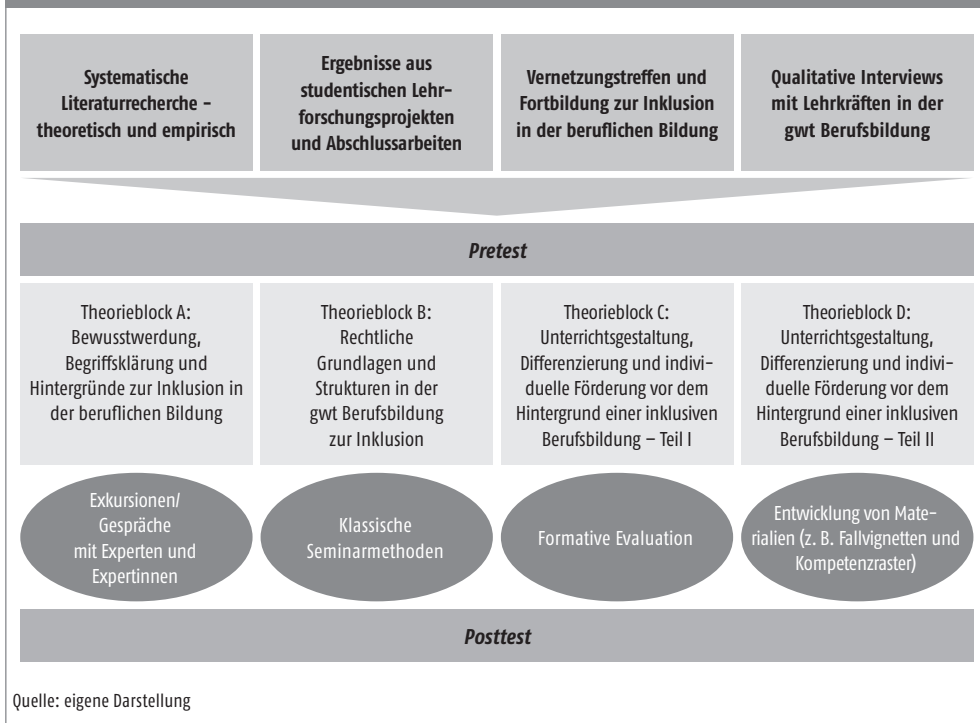 Systematische
Literaturrecherche –
theoretisch und empirisch
Ergebnisse aus
studentischen Lehr-
forschungsprojekten
und Abschlussarbeiten
Vernetzungstreffen und
Fortbildung zur Inklusion
in der beruflichen Bildung
Qualitative Interviews
mit Lehrkräften in der
gwt Berufsbildung
Pretest
Theorieblock A:
Bewusstwerdung,
Begriffsklärung und
Hintergründe zur Inklusion in
der beruflichen Bildung
Theorieblock B:
Rechtliche
Grundlagen und
Strukturen in der
gwt Berufsbildung
zur Inklusion
Theorieblock C:
Unterrichtsgestaltung,
Differenzierung und indivi-
duelle Förderung vor dem
Hintergrund einer inklusiven
Berufsbildung – Teil I
Theorieblock D:
Unterrichtsgestaltung,
Differenzierung und indivi-
duelle Förderung vor dem
Hintergrund einer inklusiven
Berufsbildung – Teil II
Exkursionen/
Gespräche
mit Experten und
Expertinnen
Klassische
Seminarmethoden
Formative Evaluation
Entwicklung von Mate-
rialien (z. B. Fallvignetten und
Kompetenzraster)
Posttest
Quelle: eigene Darstellung